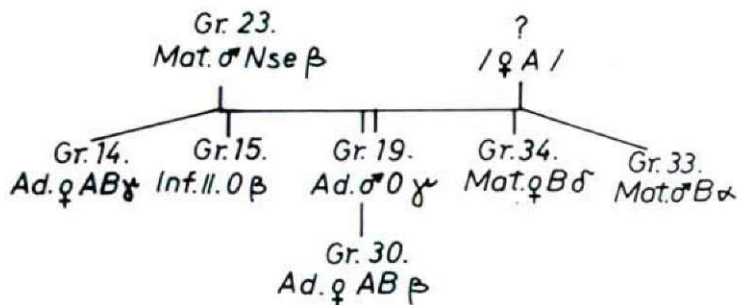 Gr. 23.
Mat. ♂ Nse β
?
/ ♀ A /
Gr. 14.
Ad. ♀ AB γ
Gr. 15.
Inf. II. 0 β
Gr. 19.
Ad. ♂ 0 γ
Gr. 34.
Mat. ♀ B δ
Gr. 33.
Mat. ♂ B α
Gr. 30.
Ad. ♀ AB β